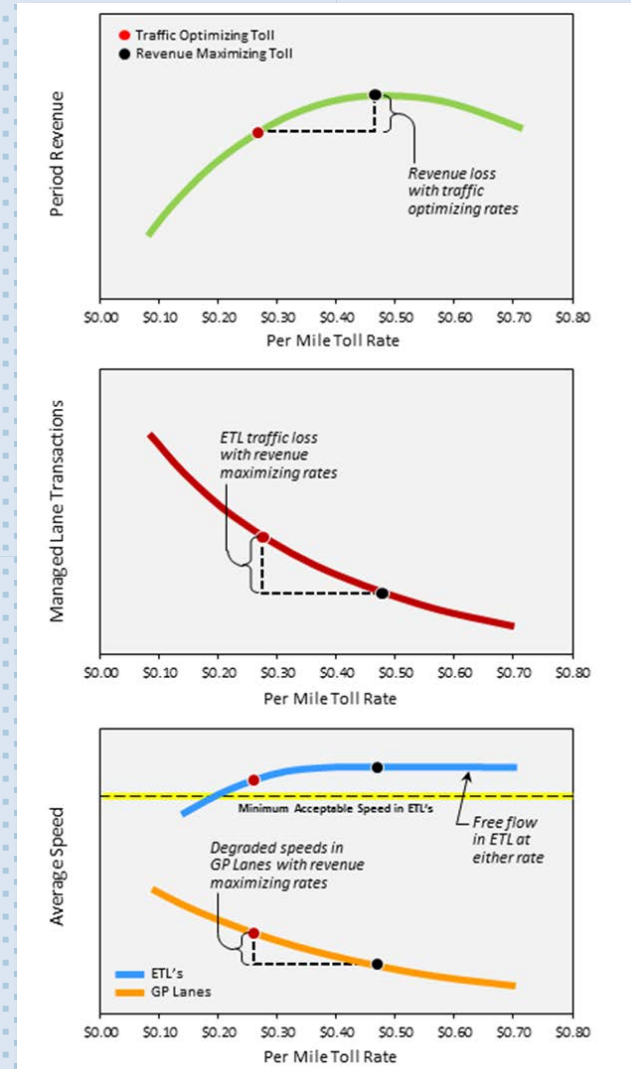 Traffic Optimizing Toll
Revenue Maximizing Toll
Period Revenue
Revenue loss
with traffic
optimizing rates
$0.00 $0.10 $0.20 $0.30 $0.40 $0.50 $0.60 $0.70 $0.80
Per Mile Toll Rate
Managed Lane Transactions
ETL traffic loss
with revenue
maximizing rates
$0.00 $0.10 $0.20 $0.30 $0.40 $0.50 $0.60 $0.70 $0.80
Per Mile Toll Rate
Average Speed
Minimum Acceptable Speed in ETL's
Free flow
in ETL at
either rate
Degraded speeds in
GP Lanes with revenue
maximizing rates
ETL's
GP Lanes
$0.00 $0.10 $0.20 $0.30 $0.40 $0.50 $0.60 $0.70 $0.80
Per Mile Toll Rate